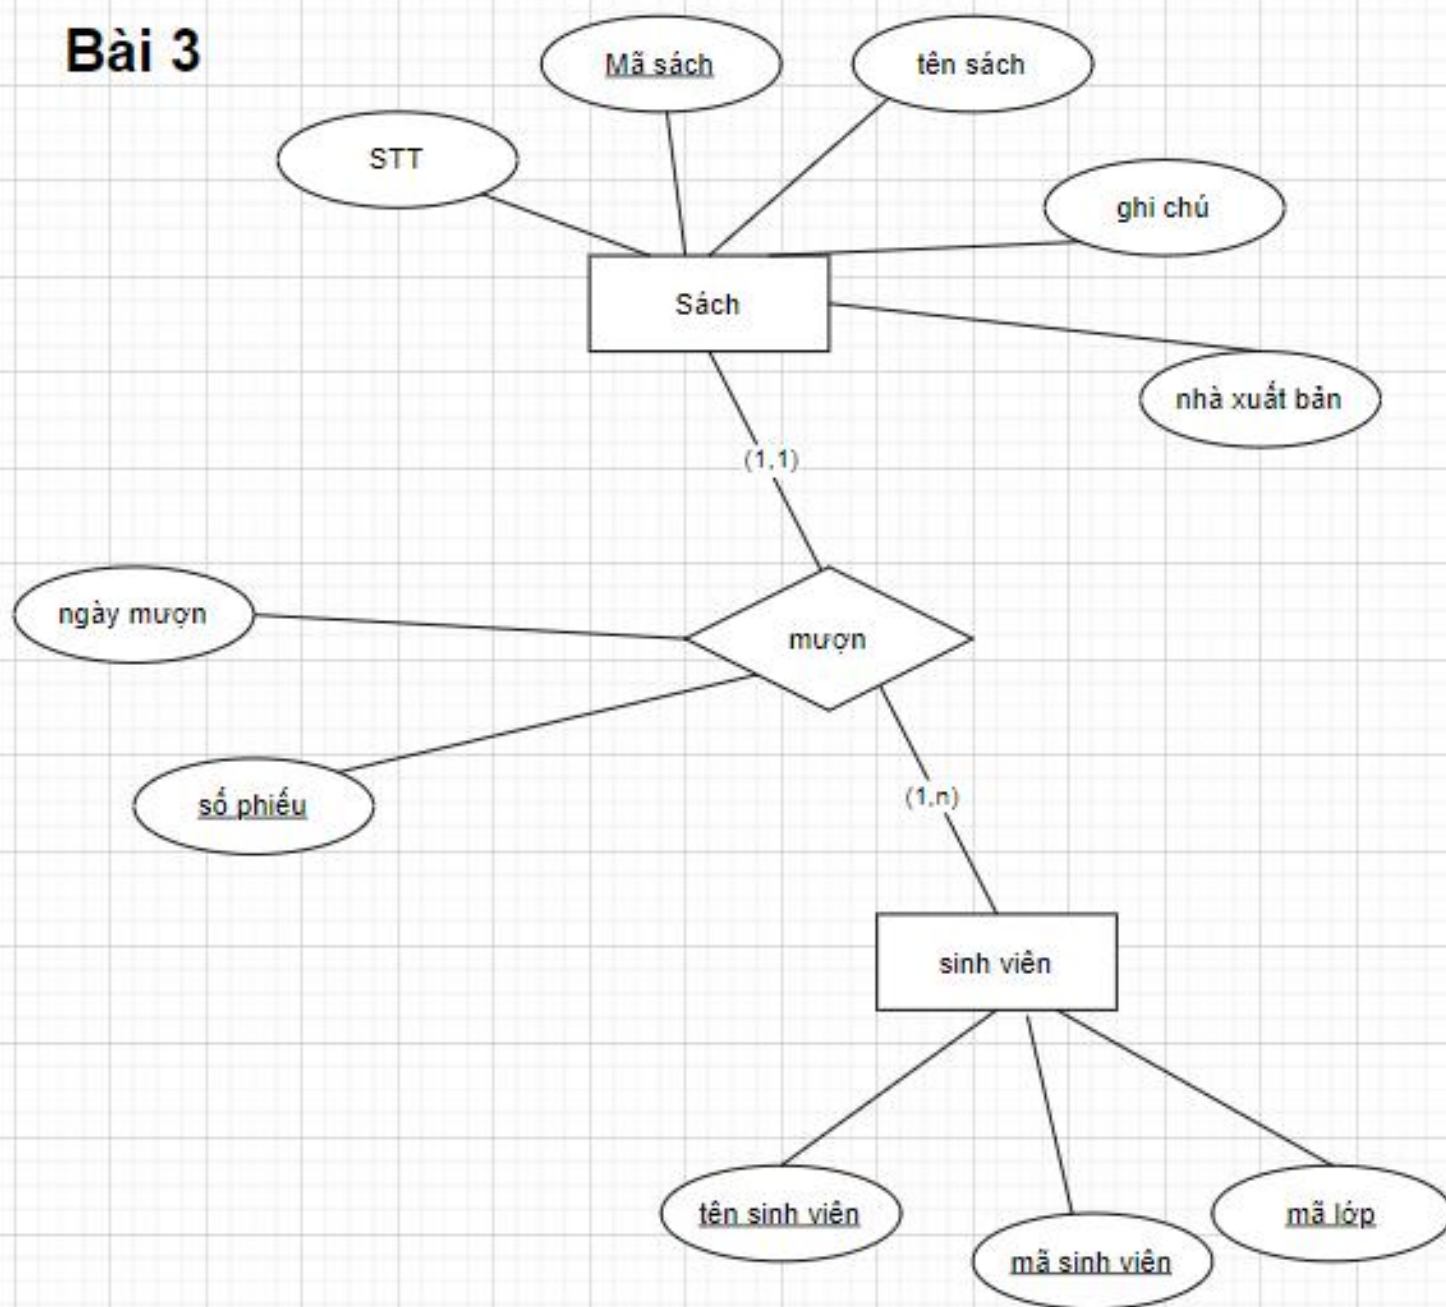 Bài 3
Mã sách
tên sách
STT
ghi chú
Sách
nhà xuất bản
(1,1)
ngày mượn
mượn
số phiếu
(1,n)
sinh viên
tên sinh viên
mã sinh viên
mã lớp